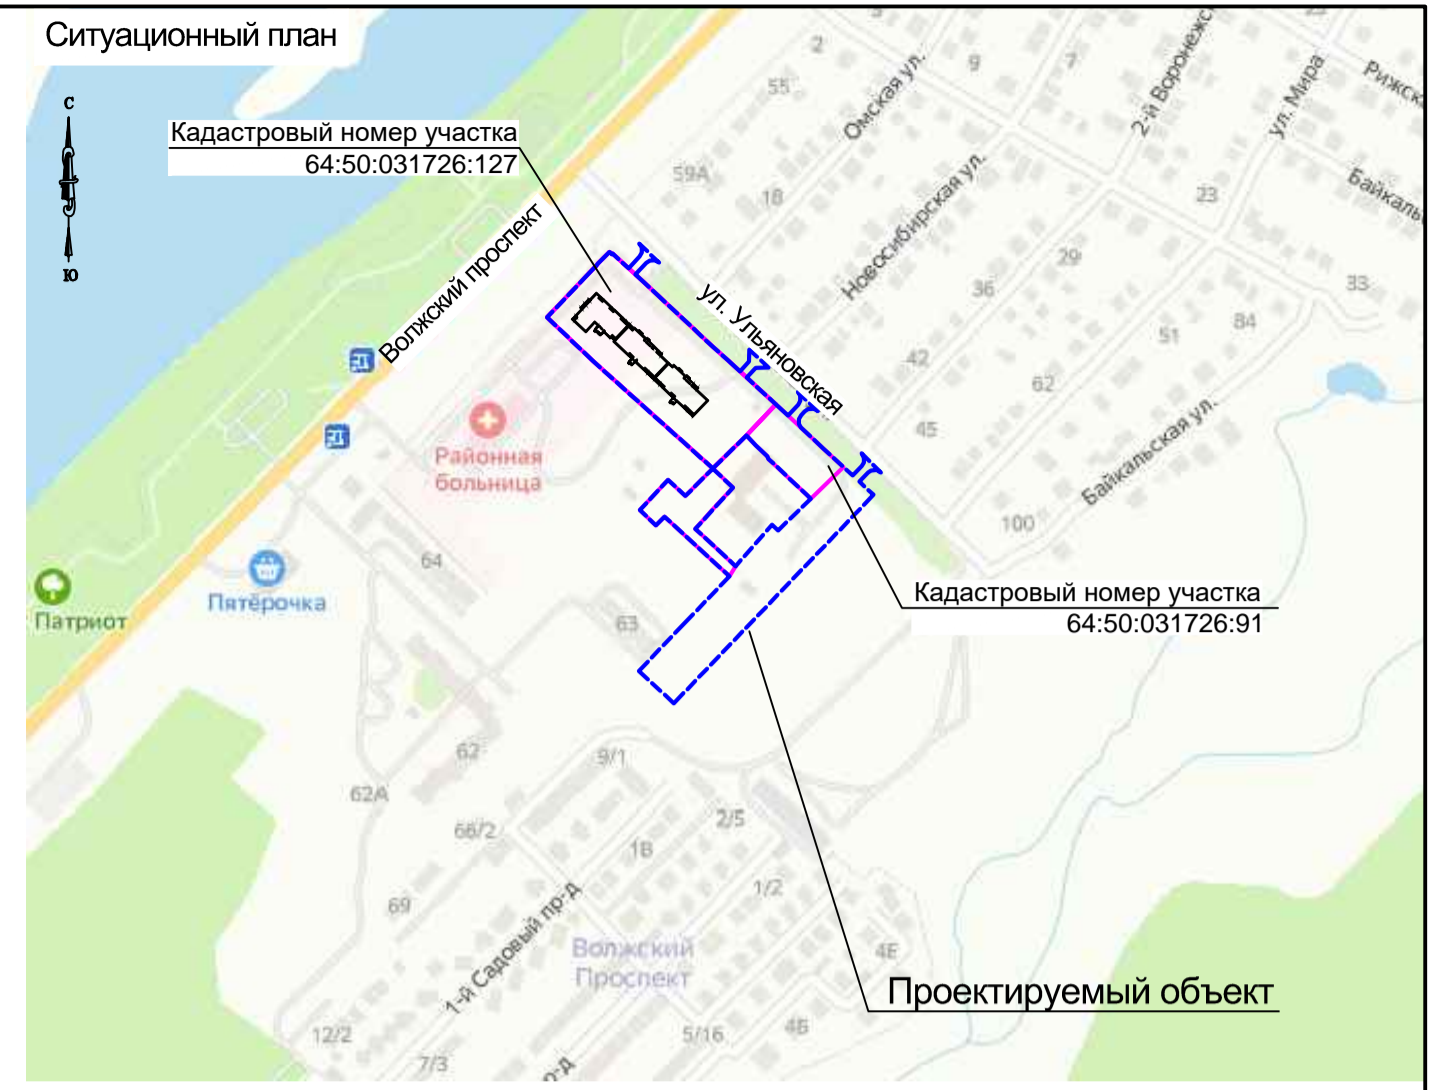 Ситуационный план
с
ю
Кадастровый номер участка
64:50:031726:127
Волжский проспект
ул. Ульяновская
Омская ул.
Новосибирская ул.
2-й Воронежс
ул. Мира
Рижск
Байкаль
Байкальская ул.
2
9
7
55
59А
18
23
29
36
33
51
84
42
62
45
100
Районная
больница
Пятёрочка
Патриот
64
63
Кадастровый номер участка
64:50:031726:91
62
62А
9/1
66/2
2/5
1В
1/2
69
1-й Садовый пр-д
Волжский
Проспект
4Е
Проектируемый объект
12/2
7/3
5/16
4Б
р-д